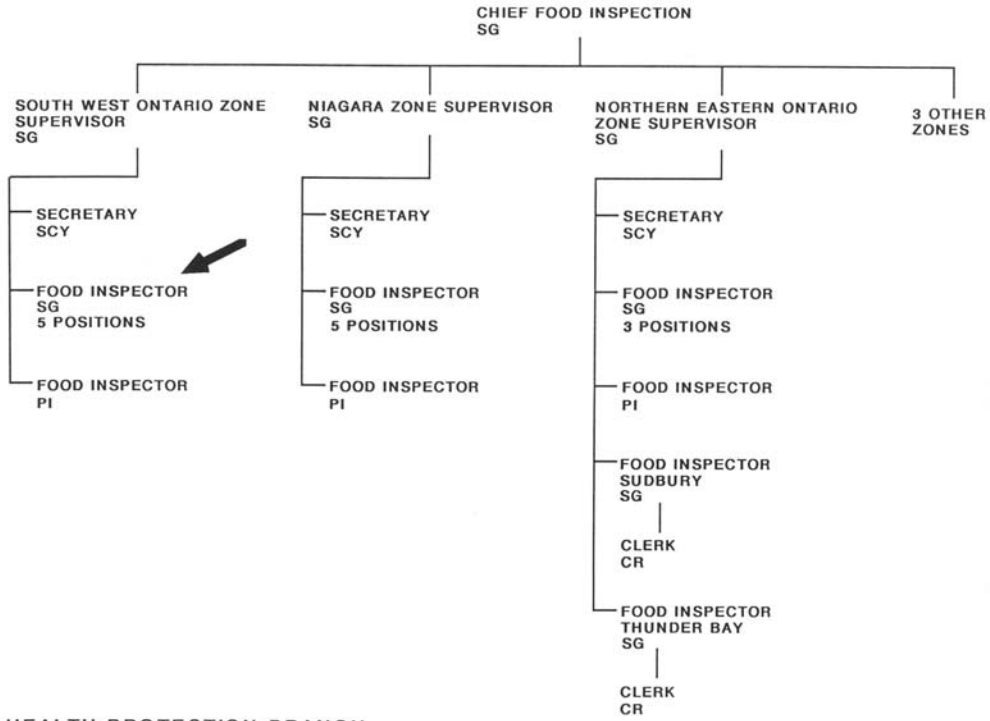 CHIEF FOOD INSPECTION
SG
SOUTH WEST ONTARIO ZONE
SUPERVISOR
SG
SECRETARY
SCY
FOOD INSPECTOR
SG
5 POSITIONS
FOOD INSPECTOR
PI
NIAGARA ZONE SUPERVISOR
SG
SECRETARY
SCY
FOOD INSPECTOR
SG
5 POSITIONS
FOOD INSPECTOR
PI
NORTHERN EASTERN ONTARIO
ZONE SUPERVISOR
SG
SECRETARY
SCY
FOOD INSPECTOR
SG
3 POSITIONS
FOOD INSPECTOR
PI
FOOD INSPECTOR
SUDBURY
SG
CLERK
CR
FOOD INSPECTOR
THUNDER BAY
SG
CLERK
CR
3 OTHER
ZONES
HEALTH PROTECTION BRANCH